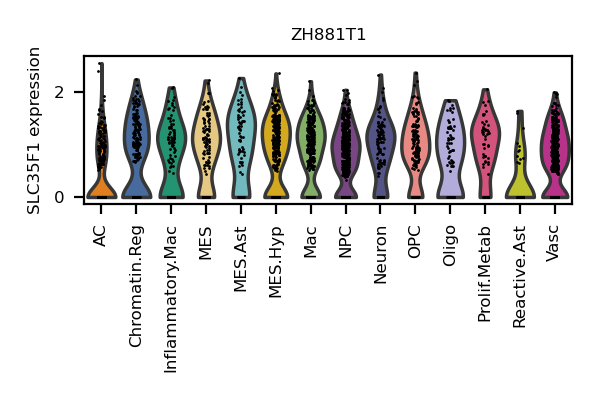 ZH881T1
SLC35F1 expression
2
0
AC
Chromatin.Reg
Inflammatory.Mac
MES
MES.Ast
MES.Hyp
Mac
NPC
Neuron
OPC
Oligo
Prolif.Metab
Reactive.Ast
Vasc